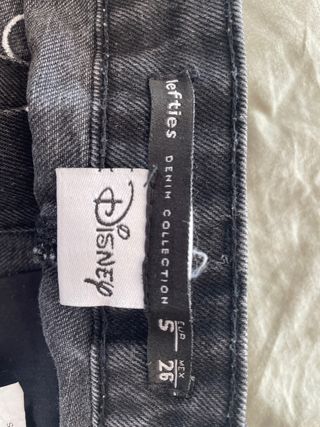 lefties
DENIM COLLECTION
EUR
S
MEX
26
Disney